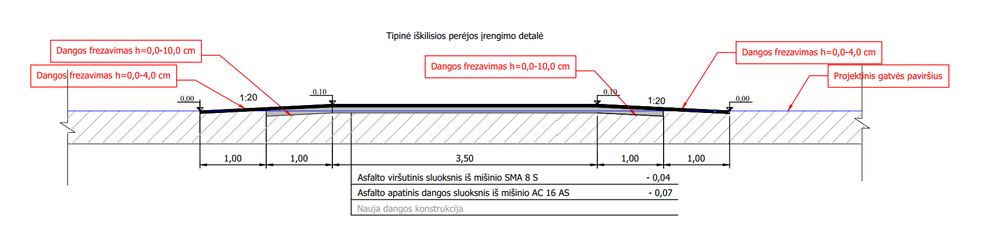 Tipinė iškilisios perėjos įrengimo detalė
Dangos frezavimas h=0,0-10,0 cm
Dangos frezavimas h=0,0-4,0 cm
Dangos frezavimas h=0,0-10,0 cm
Dangos frezavimas h=0,0-4,0 cm
Projektinis gatvės paviršius
0,00
1:20
0.10
0.10
1:20
0,00
1,00
1,00
3,50
1,00
1,00
Asfalto viršutinis sluoksnis iš mišinio SMA 8 S - 0,04
Asfalto apatinis dangos sluoksnis iš mišinio AC 16 AS - 0,07
Nauja dangos konstrukcija